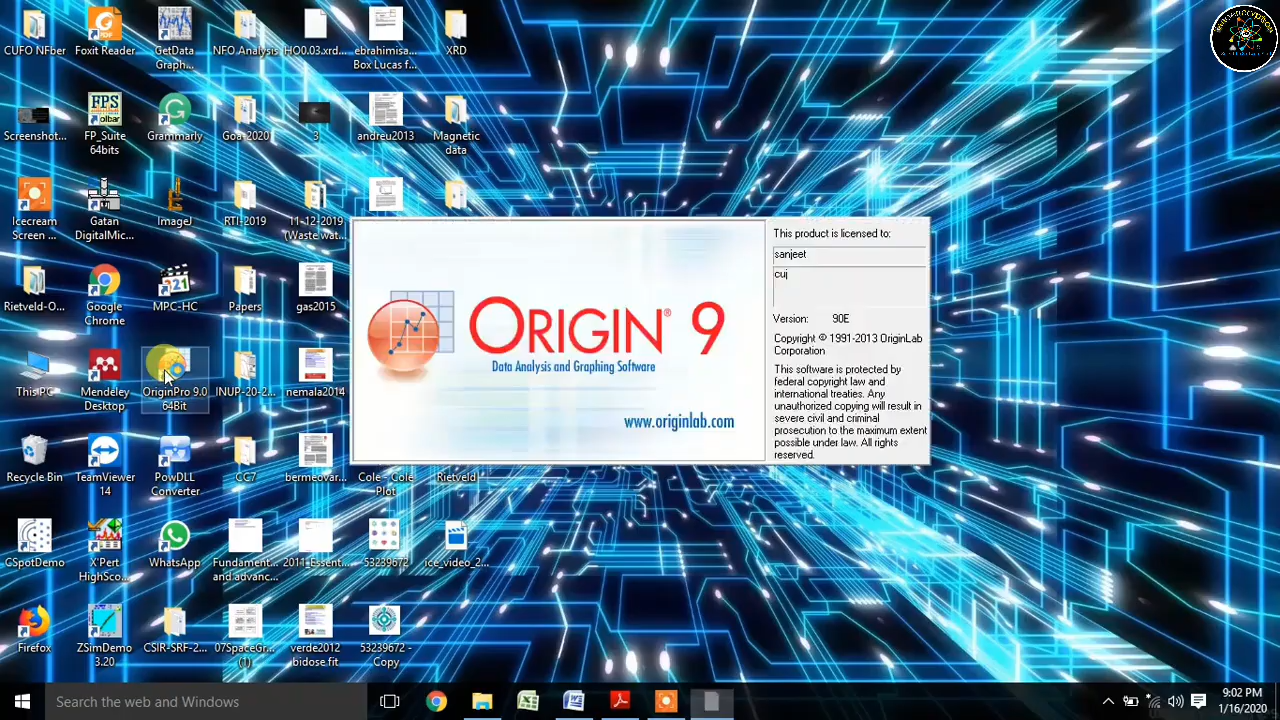 CUFO NFber
Foxit Reader
GetData
Graph...
NFO Analysis
HO0.03.xrd...
ebrahimisa...
Box Lucas f...
XRD
Screenshot...
FPS
olbal
FP_Suite
64bits
Grammarly
Goa-2020
3
andreu2013
Magnetic
data
Icecream
Screen ...
Gatan
DigitalMic...
ImageJ
RTI-2019
11-12-2019
(Waste wat...
Rietveld-O...
Google
Chrome
321
MPC-HC
Papers
gas2015
This PC
Mendeley
Desktop
OriginPro 9.0
64Bit
INUP-20-2...
nemala2014
Recycle Bin
TeamViewer
14
PowDLL
Converter
CC7
bermeovar...
Cole - Cole
Plot
Rietveld
CSpotDemo
X'Pert
HighSco...
WhatsApp
Fundament...
and advanc...
2011_Essent...
53239672
ice_video_2...
Firefox
ZSimDemo
3.20
CSIR-SRF-2...
07SpaceGr...
(1)
verde2012
bidose fit
53239672 -
Copy
ORIGIN® 9
Data Analysis and Graphing Software
www.originlab.com
This product is licensed to:
sanjeet
cuj
Version: 90E
Copyright © 1991-2013 OriginLab
Corporation
This software is protected by
federal copyright law and
international treaties. Any
unauthorized copying will result in
severe civil and criminal
prosecution to the maximum extent
possible under law. All rights
reserved.
Search the web and Windows
9:02 PM
1/16/2020